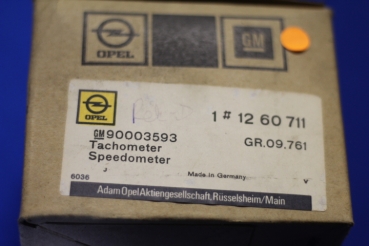 OPEL
GM
OPEL
1 # 12 60 711
GM 90003593
GR.09.761
Tachometer
Speedometer
6036
Made in Germany
Adam Opel Aktiengesellschaft, Rüsselsheim/Main